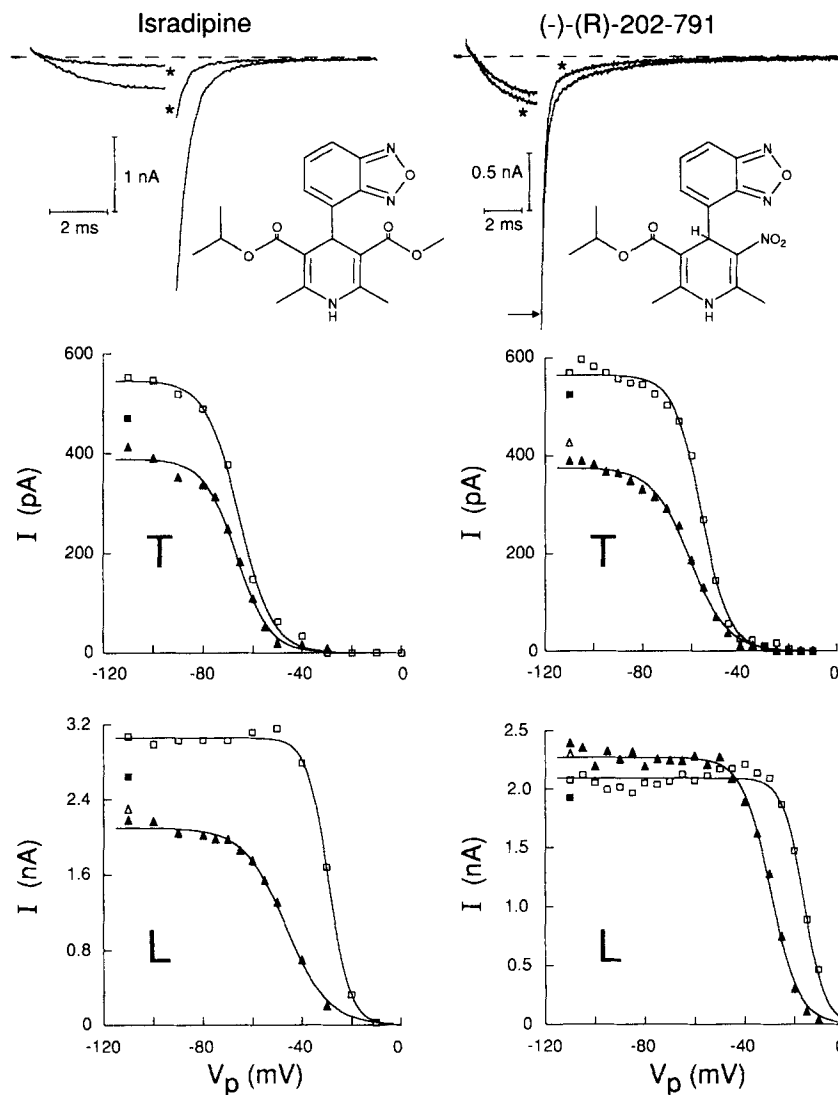 Isradipine
(-)-(R)-202-791
*
*
1 nA
2 ms
N
O
N
O
O
O
O
N
H
*
*
0.5 nA
2 ms
N
O
N
H
O
O
NO2
N
H
600
400
200
0
I (pA)
T
-120
-80
-40
0
600
400
200
0
I (pA)
T
-120
-80
-40
0
3.2
2.4
1.6
0.8
0
I (nA)
L
-120
-80
-40
0
Vp (mV)
2.5
2.0
1.5
1.0
0.5
0.0
I (nA)
L
-120
-80
-40
0
Vp (mV)